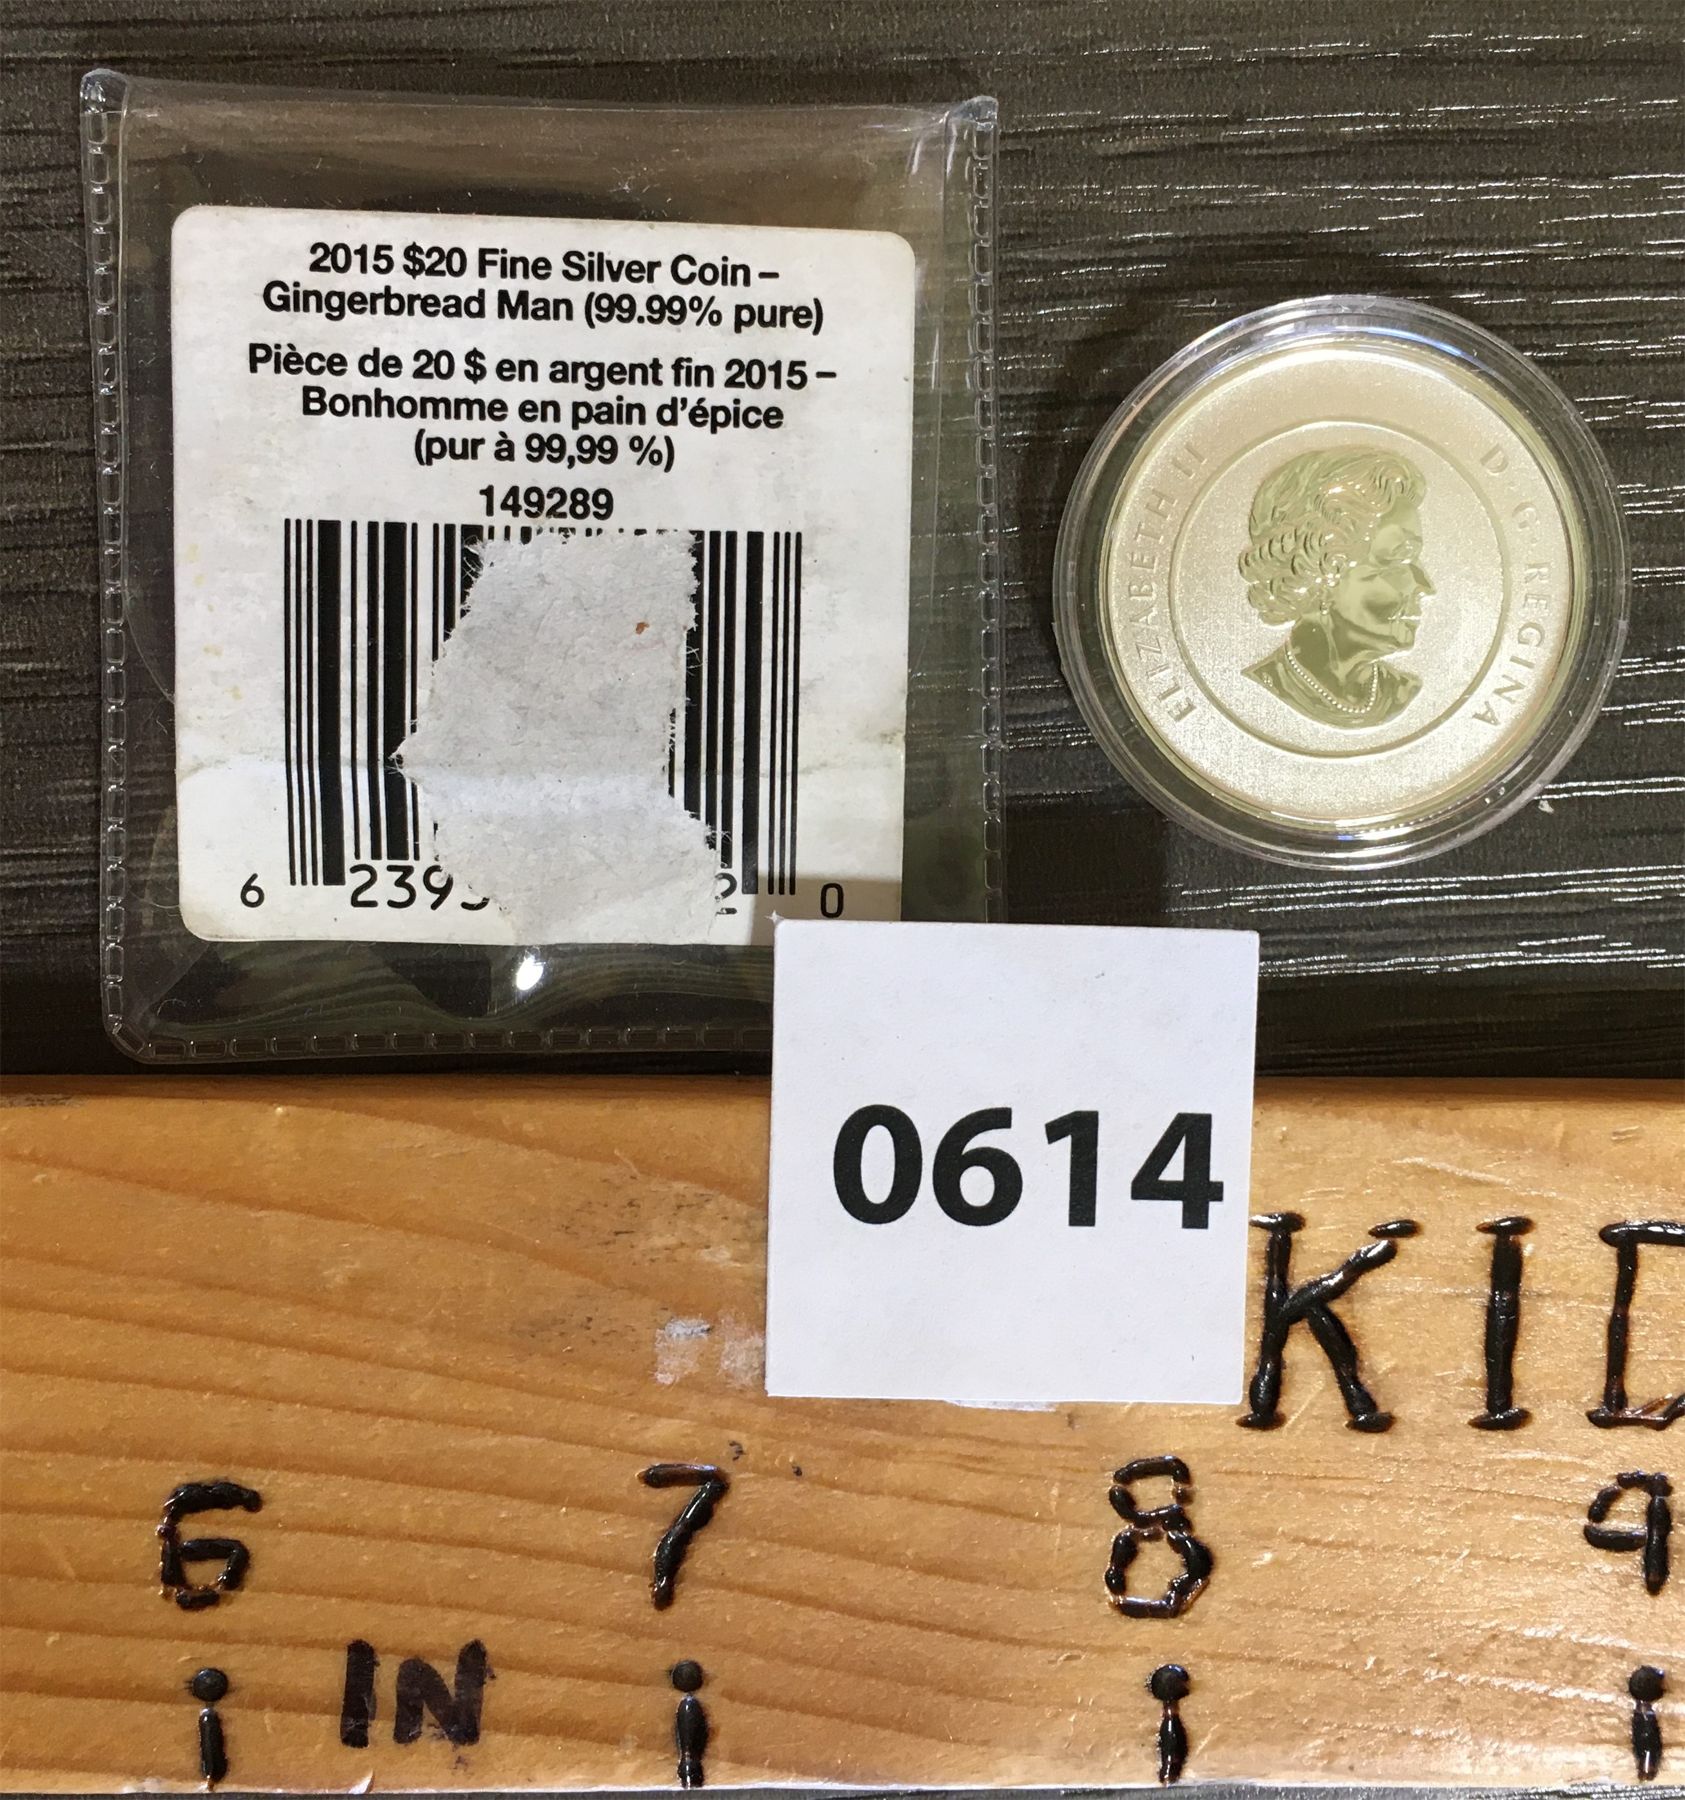 2015 $20 Fine Silver Coin –
Gingerbread Man (99.99% pure)
Pièce de 20 $ en argent fin 2015 –
Bonhomme en pain d'épice
(pur à 99,99 %)
149289
6 2399 2 0
ELIZABETH II D·G·REGINA
0614
KID
6 7 8 9
IN